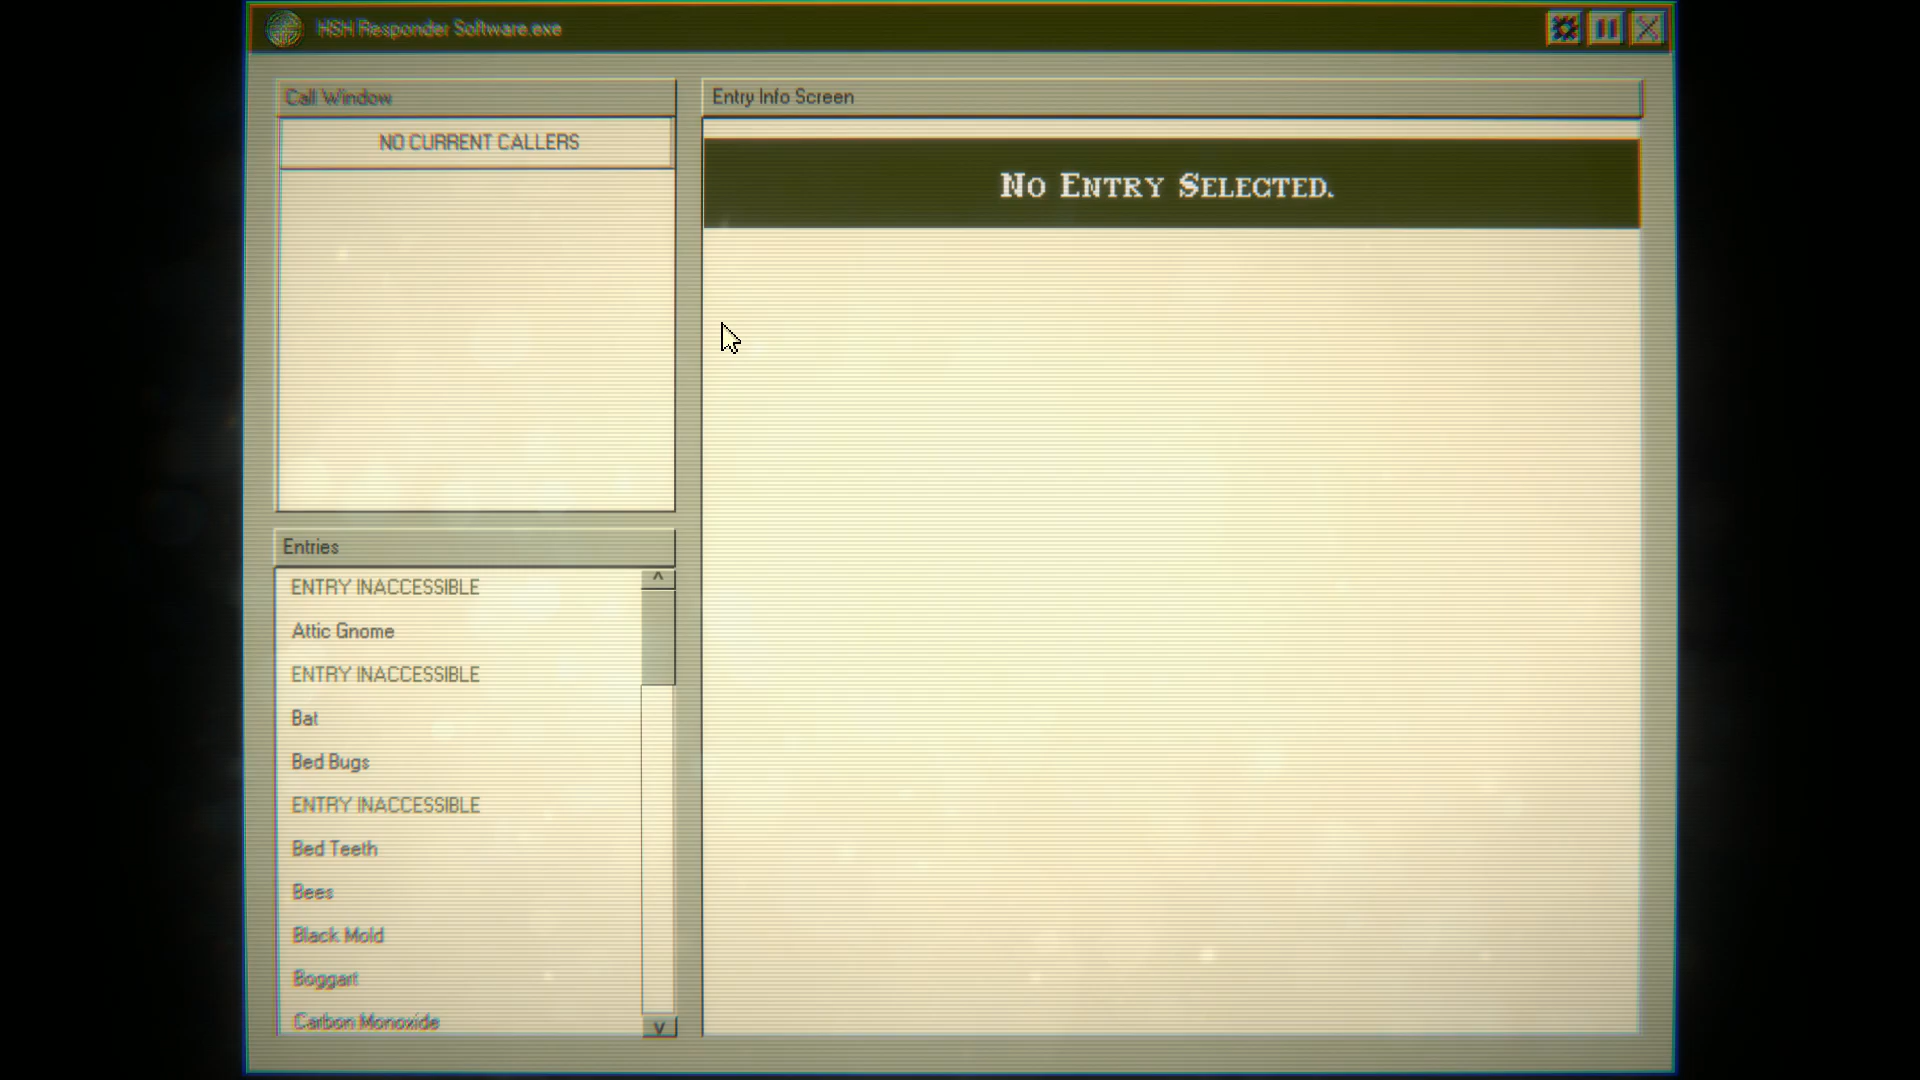 HSH Responder Software.exe
Call Window
NO CURRENT CALLERS
Entry Info Screen
No Entry Selected.
Entries
ENTRY INACCESSIBLE
Attic Gnome
ENTRY INACCESSIBLE
Bat
Bed Bugs
ENTRY INACCESSIBLE
Bed Teeth
Bees
Black Mold
Boggart
Carbon Monoxide